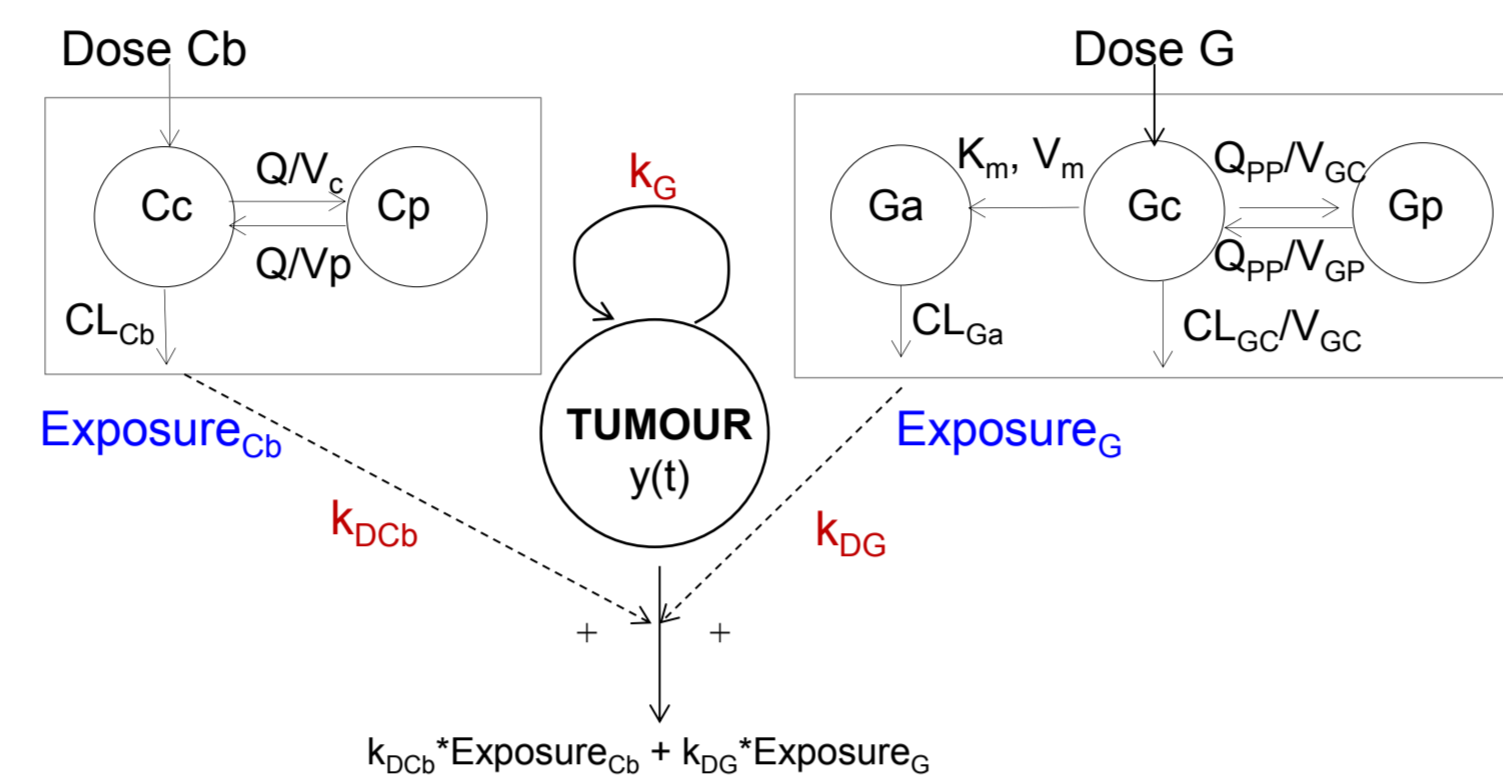 Dose Cb
Dose G
Cc
Q/Vc
Q/Vp
Cp
CLCb
kG
Ga
Km, Vm
Gc
QPP/VGC
QPP/VGP
Gp
CLGa
CLGC/VGC
ExposureCb
TUMOUR
y(t)
ExposureG
kDCb
kDG
+ +
kDCb*ExposureCb + kDG*ExposureG